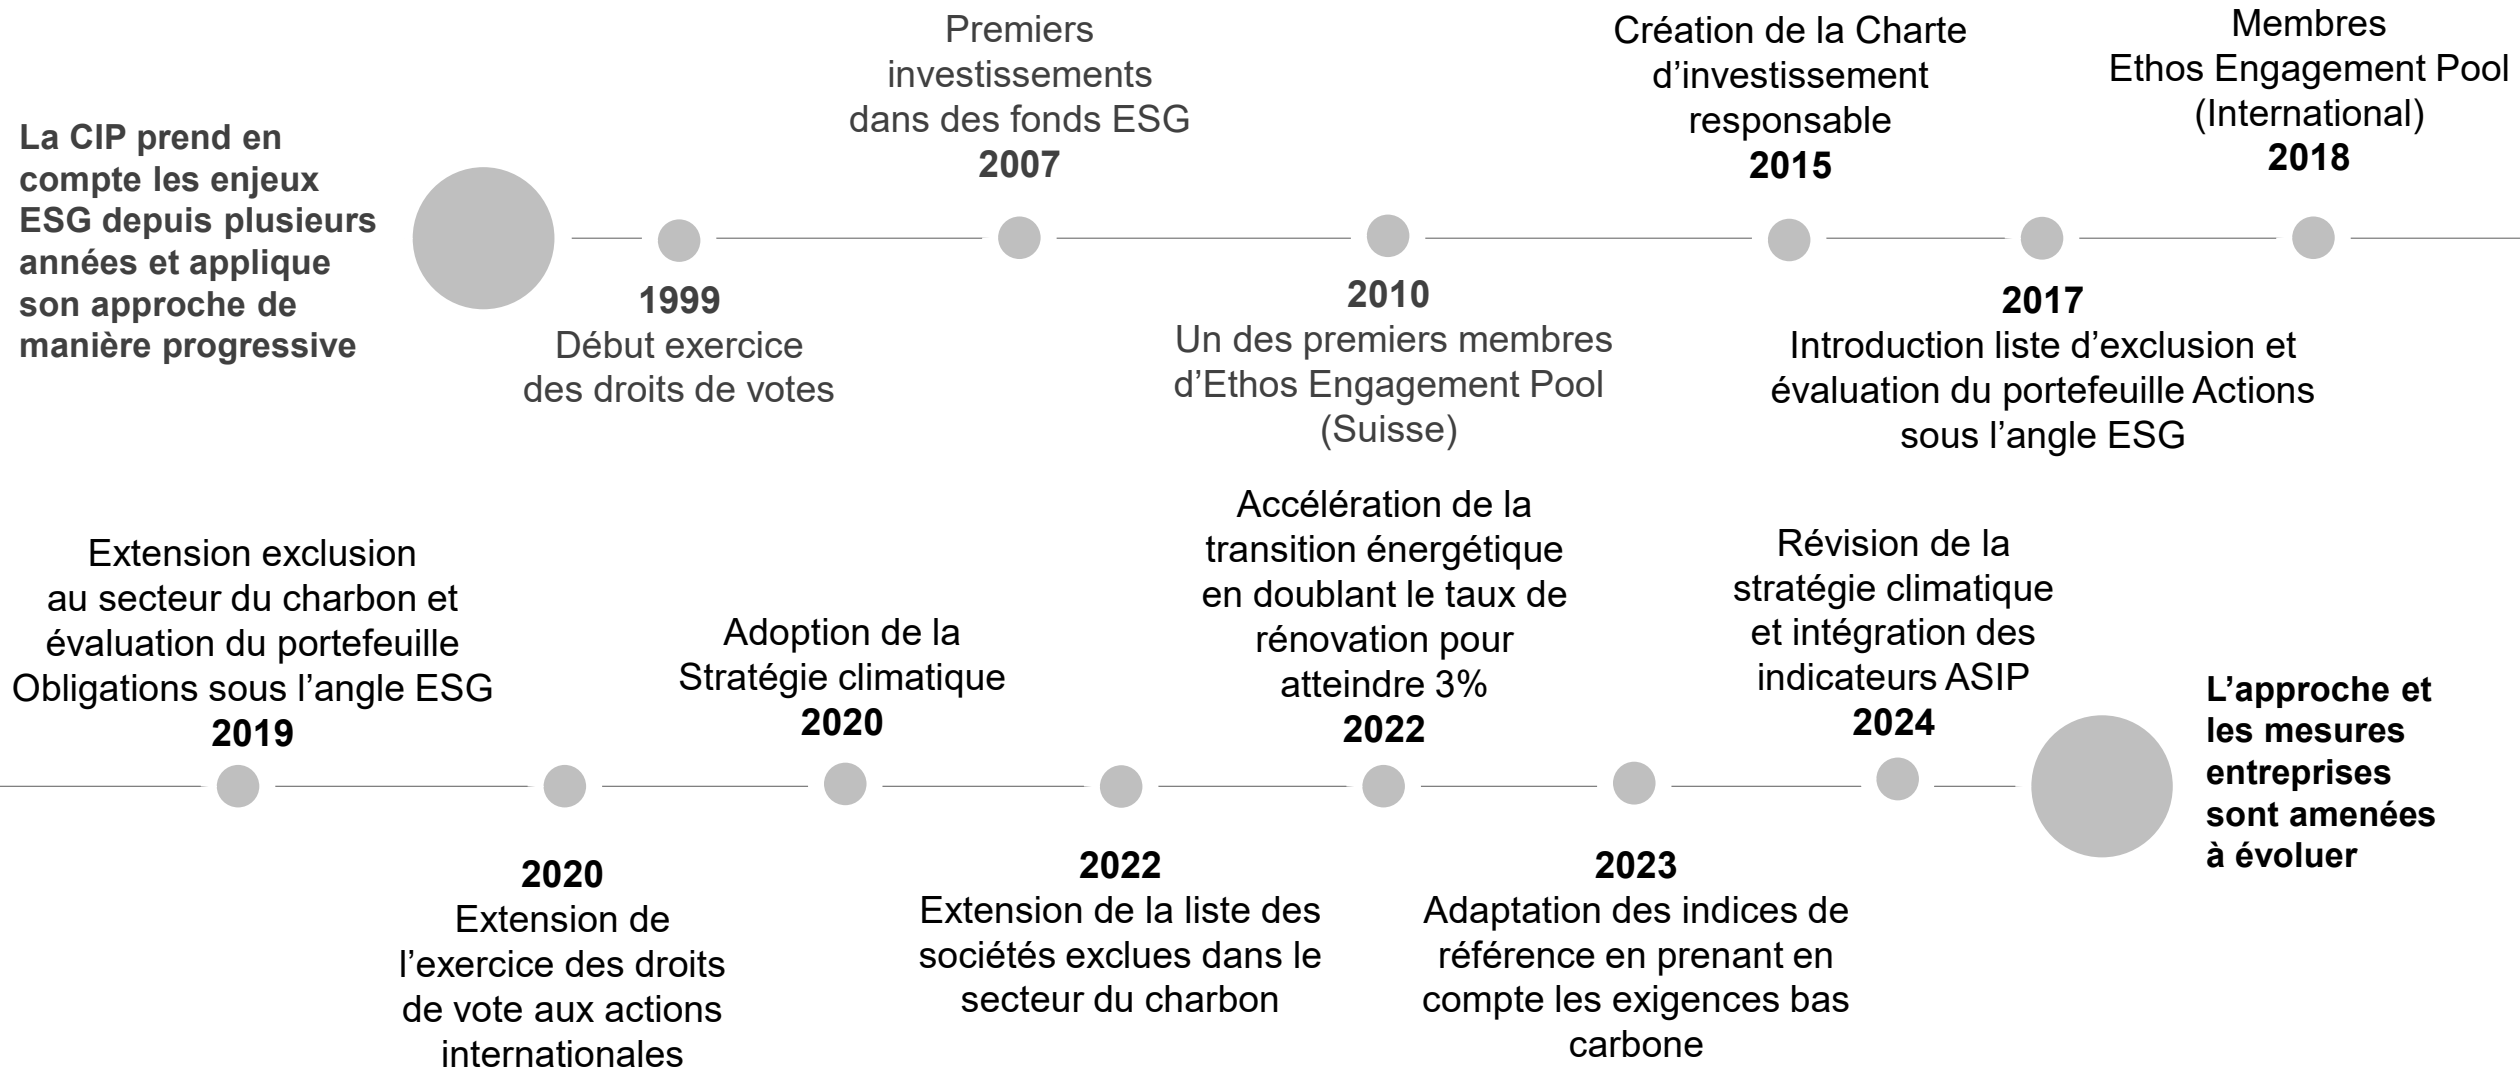 La CIP prend en
compte les enjeux
ESG depuis plusieurs
années et applique
son approche de
manière progressive
1999
Début exercice
des droits de votes
Premiers
investissements
dans des fonds ESG
2007
2010
Un des premiers membres
d’Ethos Engagement Pool
(Suisse)
Création de la Charte
d’investissement
responsable
2015
2017
Introduction liste d’exclusion et
évaluation du portefeuille Actions
sous l’angle ESG
Membres
Ethos Engagement Pool
(International)
2018
Extension exclusion
au secteur du charbon et
évaluation du portefeuille
Obligations sous l’angle ESG
2019
2020
Extension de
l’exercice des droits
de vote aux actions
internationales
Adoption de la
Stratégie climatique
2020
2022
Extension de la liste des
sociétés exclues dans le
secteur du charbon
Accélération de la
transition énergétique
en doublant le taux de
rénovation pour
atteindre 3%
2022
2023
Adaptation des indices de
référence en prenant en
compte les exigences bas
carbone
Révision de la
stratégie climatique
et intégration des
indicateurs ASIP
2024
L’approche et
les mesures
entreprises
sont amenées
à évoluer